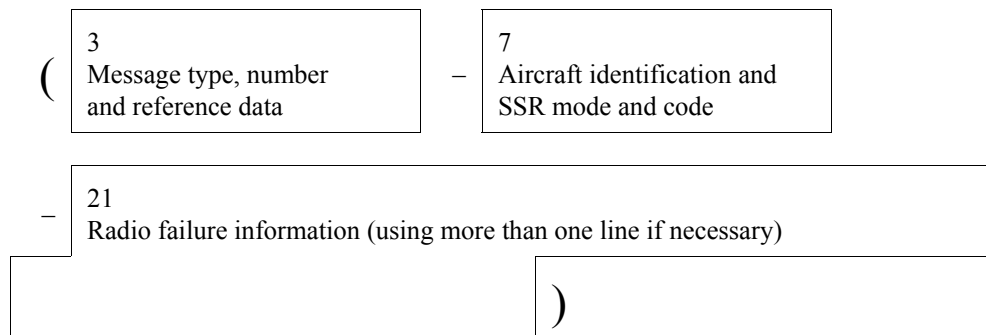 3
7
( Message type, number – Aircraft identification and
and reference data SSR mode and code
21
–
Radio failure information (using more than one line if necessary)
)